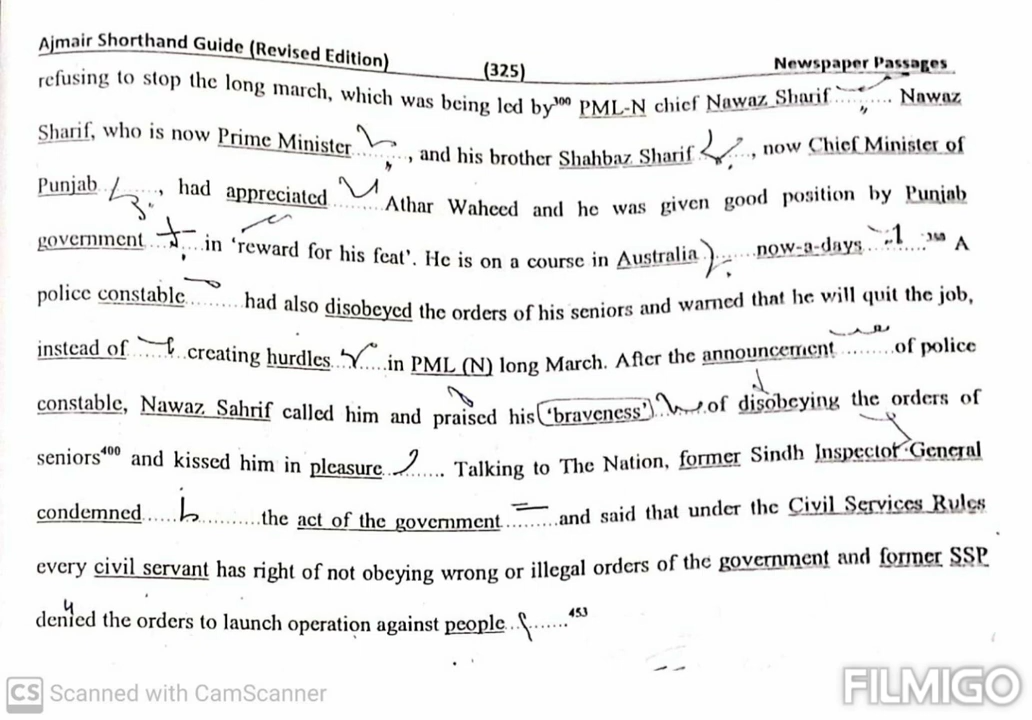 Ajmair Shorthand Guide (Revised Edition) (325) Newspaper Passages
refusing to stop the long march, which was being led by³⁰⁰ PML-N chief Nawaz Sharif ........ Nawaz
Sharif, who is now Prime Minister ........, and his brother Shahbaz Sharif ........, now Chief Minister of
Punjab ........, had appreciated ........ Athar Waheed and he was given good position by Punjab
government ........ in 'reward for his feat'. He is on a course in Australia ........ now-a-days ........ ³⁵⁰ A
police constable ........ had also disobeyed the orders of his seniors and warned that he will quit the job,
instead of ........ creating hurdles ........ in PML (N) long March. After the announcement ........ of police
constable, Nawaz Sahrif called him and praised his 'braveness' ........ of disobeying the orders of
seniors⁴⁰⁰ and kissed him in pleasure ........ Talking to The Nation, former Sindh Inspector General
condemned ........ the act of the government ........ and said that under the Civil Services Rules
every civil servant has right of not obeying wrong or illegal orders of the government and former SSP
denied the orders to launch operation against people ........⁴⁵³
CS Scanned with CamScanner
FILMIGO